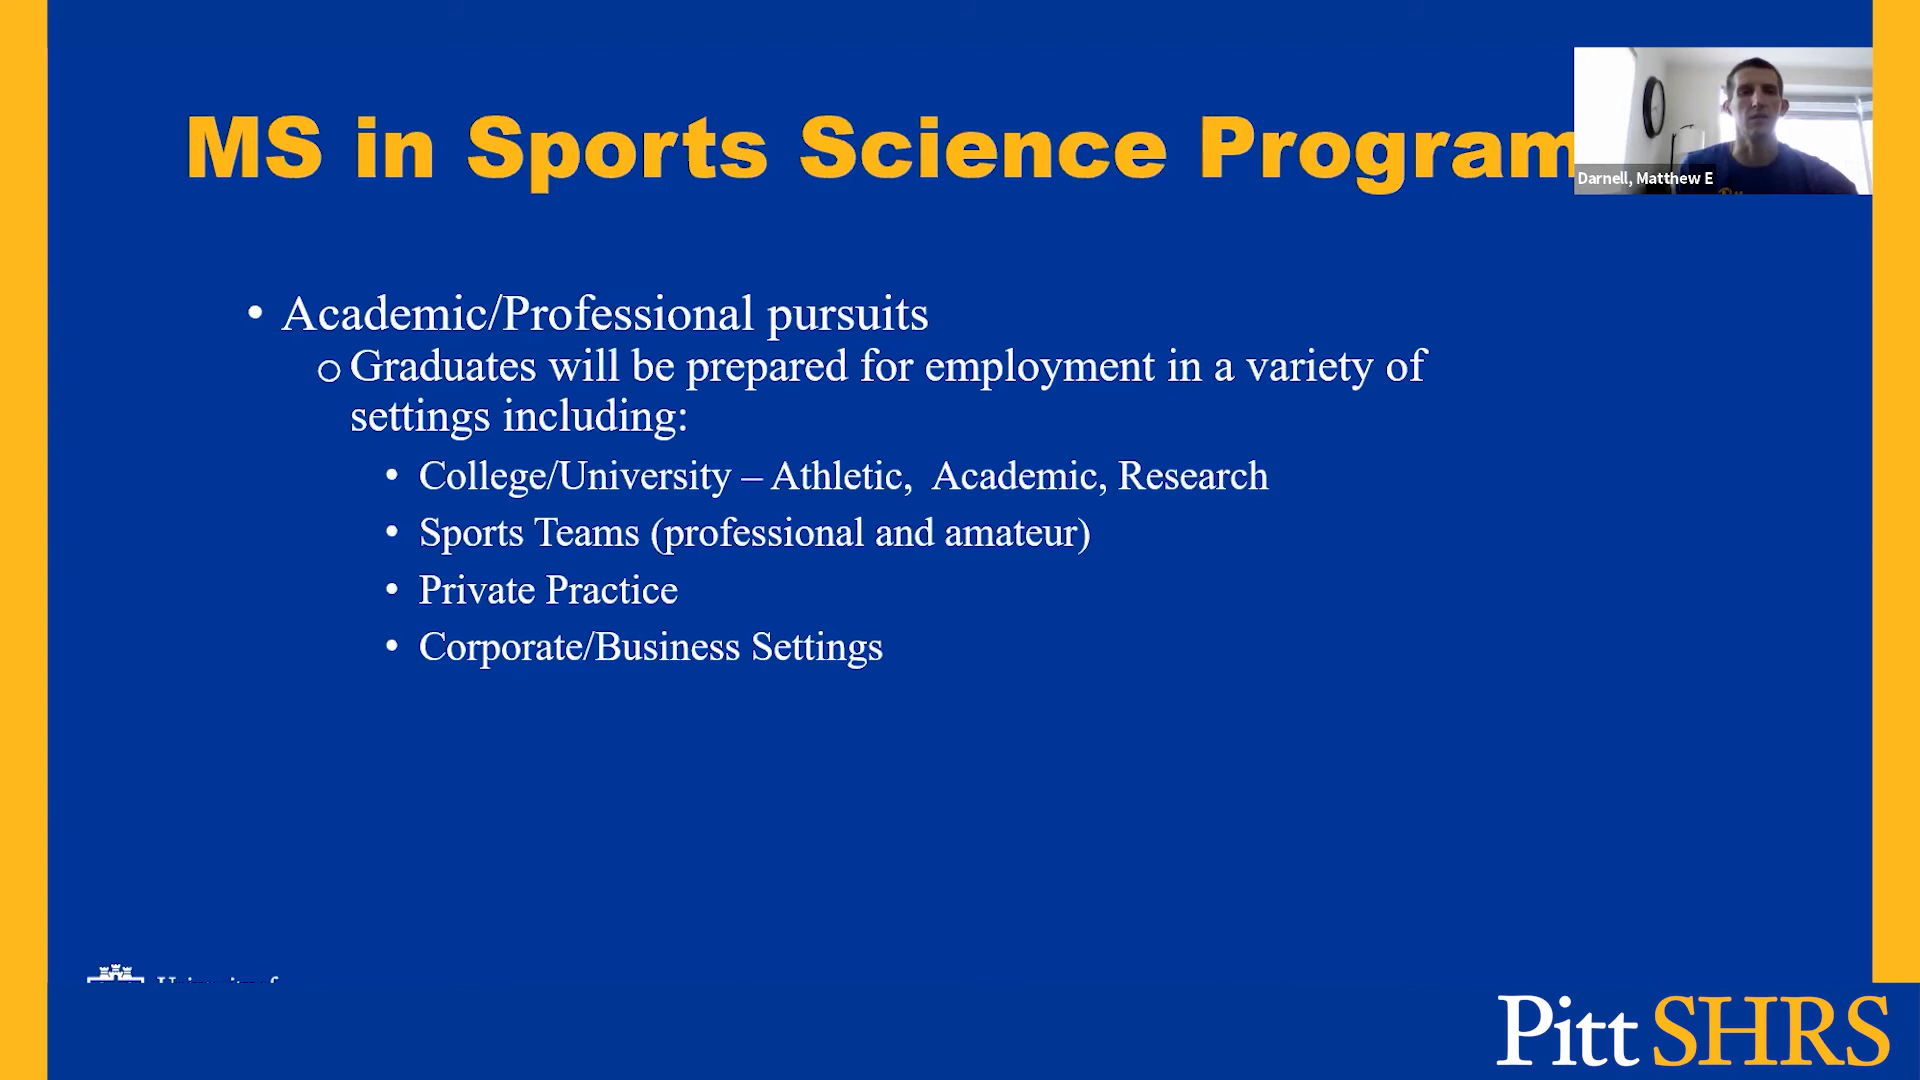 MS in Sports Science Program
Darnell, Matthew E
• Academic/Professional pursuits
o Graduates will be prepared for employment in a variety of
settings including:
• College/University – Athletic,  Academic, Research
• Sports Teams (professional and amateur)
• Private Practice
• Corporate/Business Settings
University of
Pitt SHRS